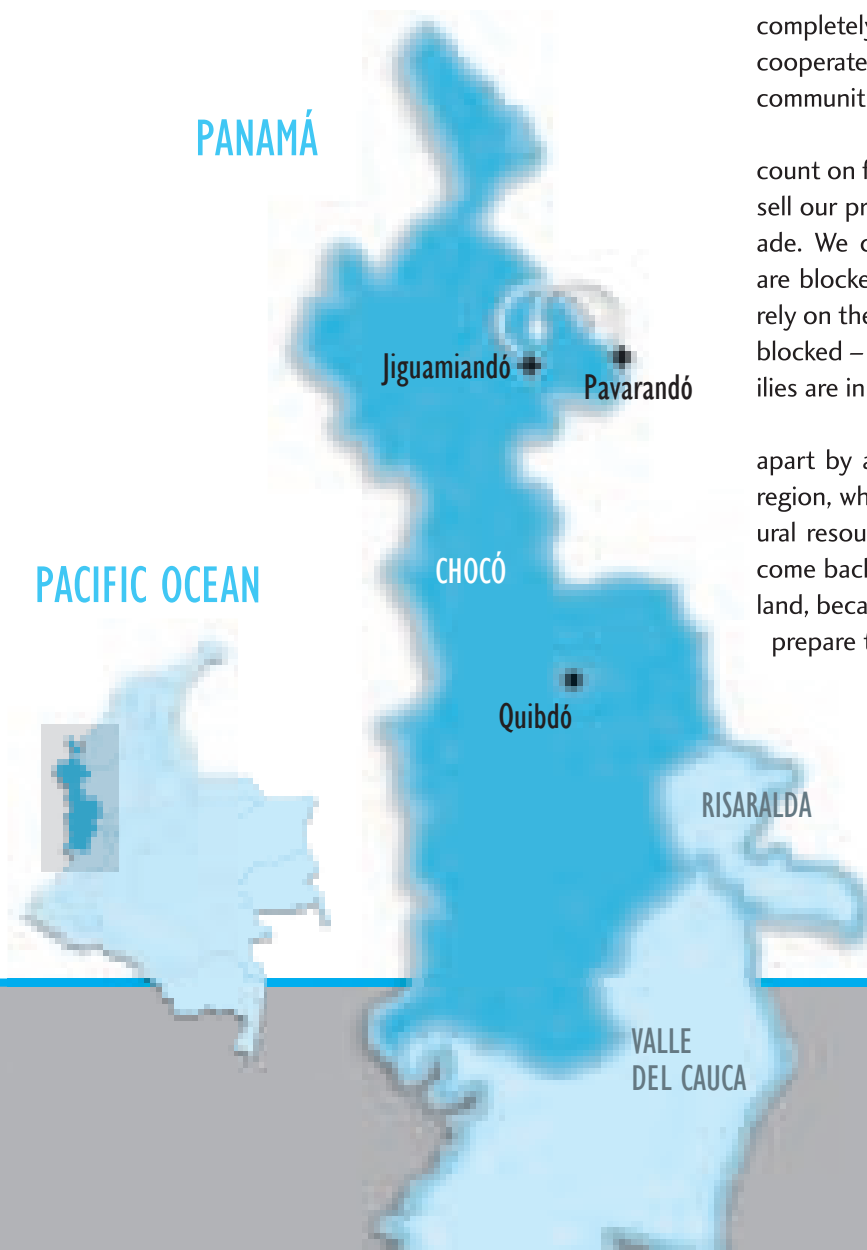 PANAMÁ
Jiguamiandó
Pavarandó
CHOCÓ
PACIFIC OCEAN
Quibdó
RISARALDA
VALLE
DEL CAUCA
completely
cooperate
communit
count on f
sell our pr
ade. We c
are blocke
rely on the
blocked –
ilies are in
apart by a
region, wh
ural resou
come back
land, beca
prepare t